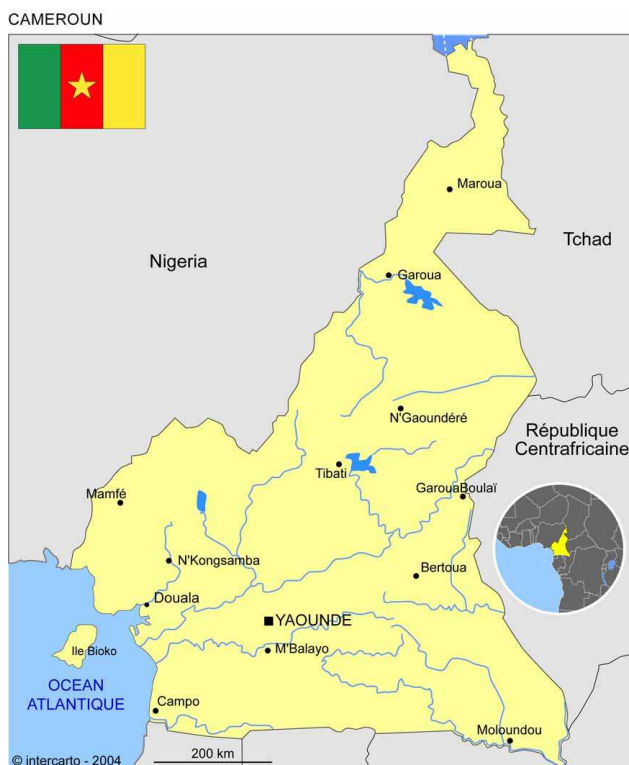 CAMEROUN
Maroua
Tchad
Nigeria
Garoua
N'Gaoundéré
République
Centrafricaine
Tibati
GarouaBoulaï
Mamfé
N'Kongsamba
Bertoua
Douala
YAOUNDE
Ile Bioko
M'Balayo
OCEAN
ATLANTIQUE
Campo
Moloundou
200 km
© intercarto - 2004